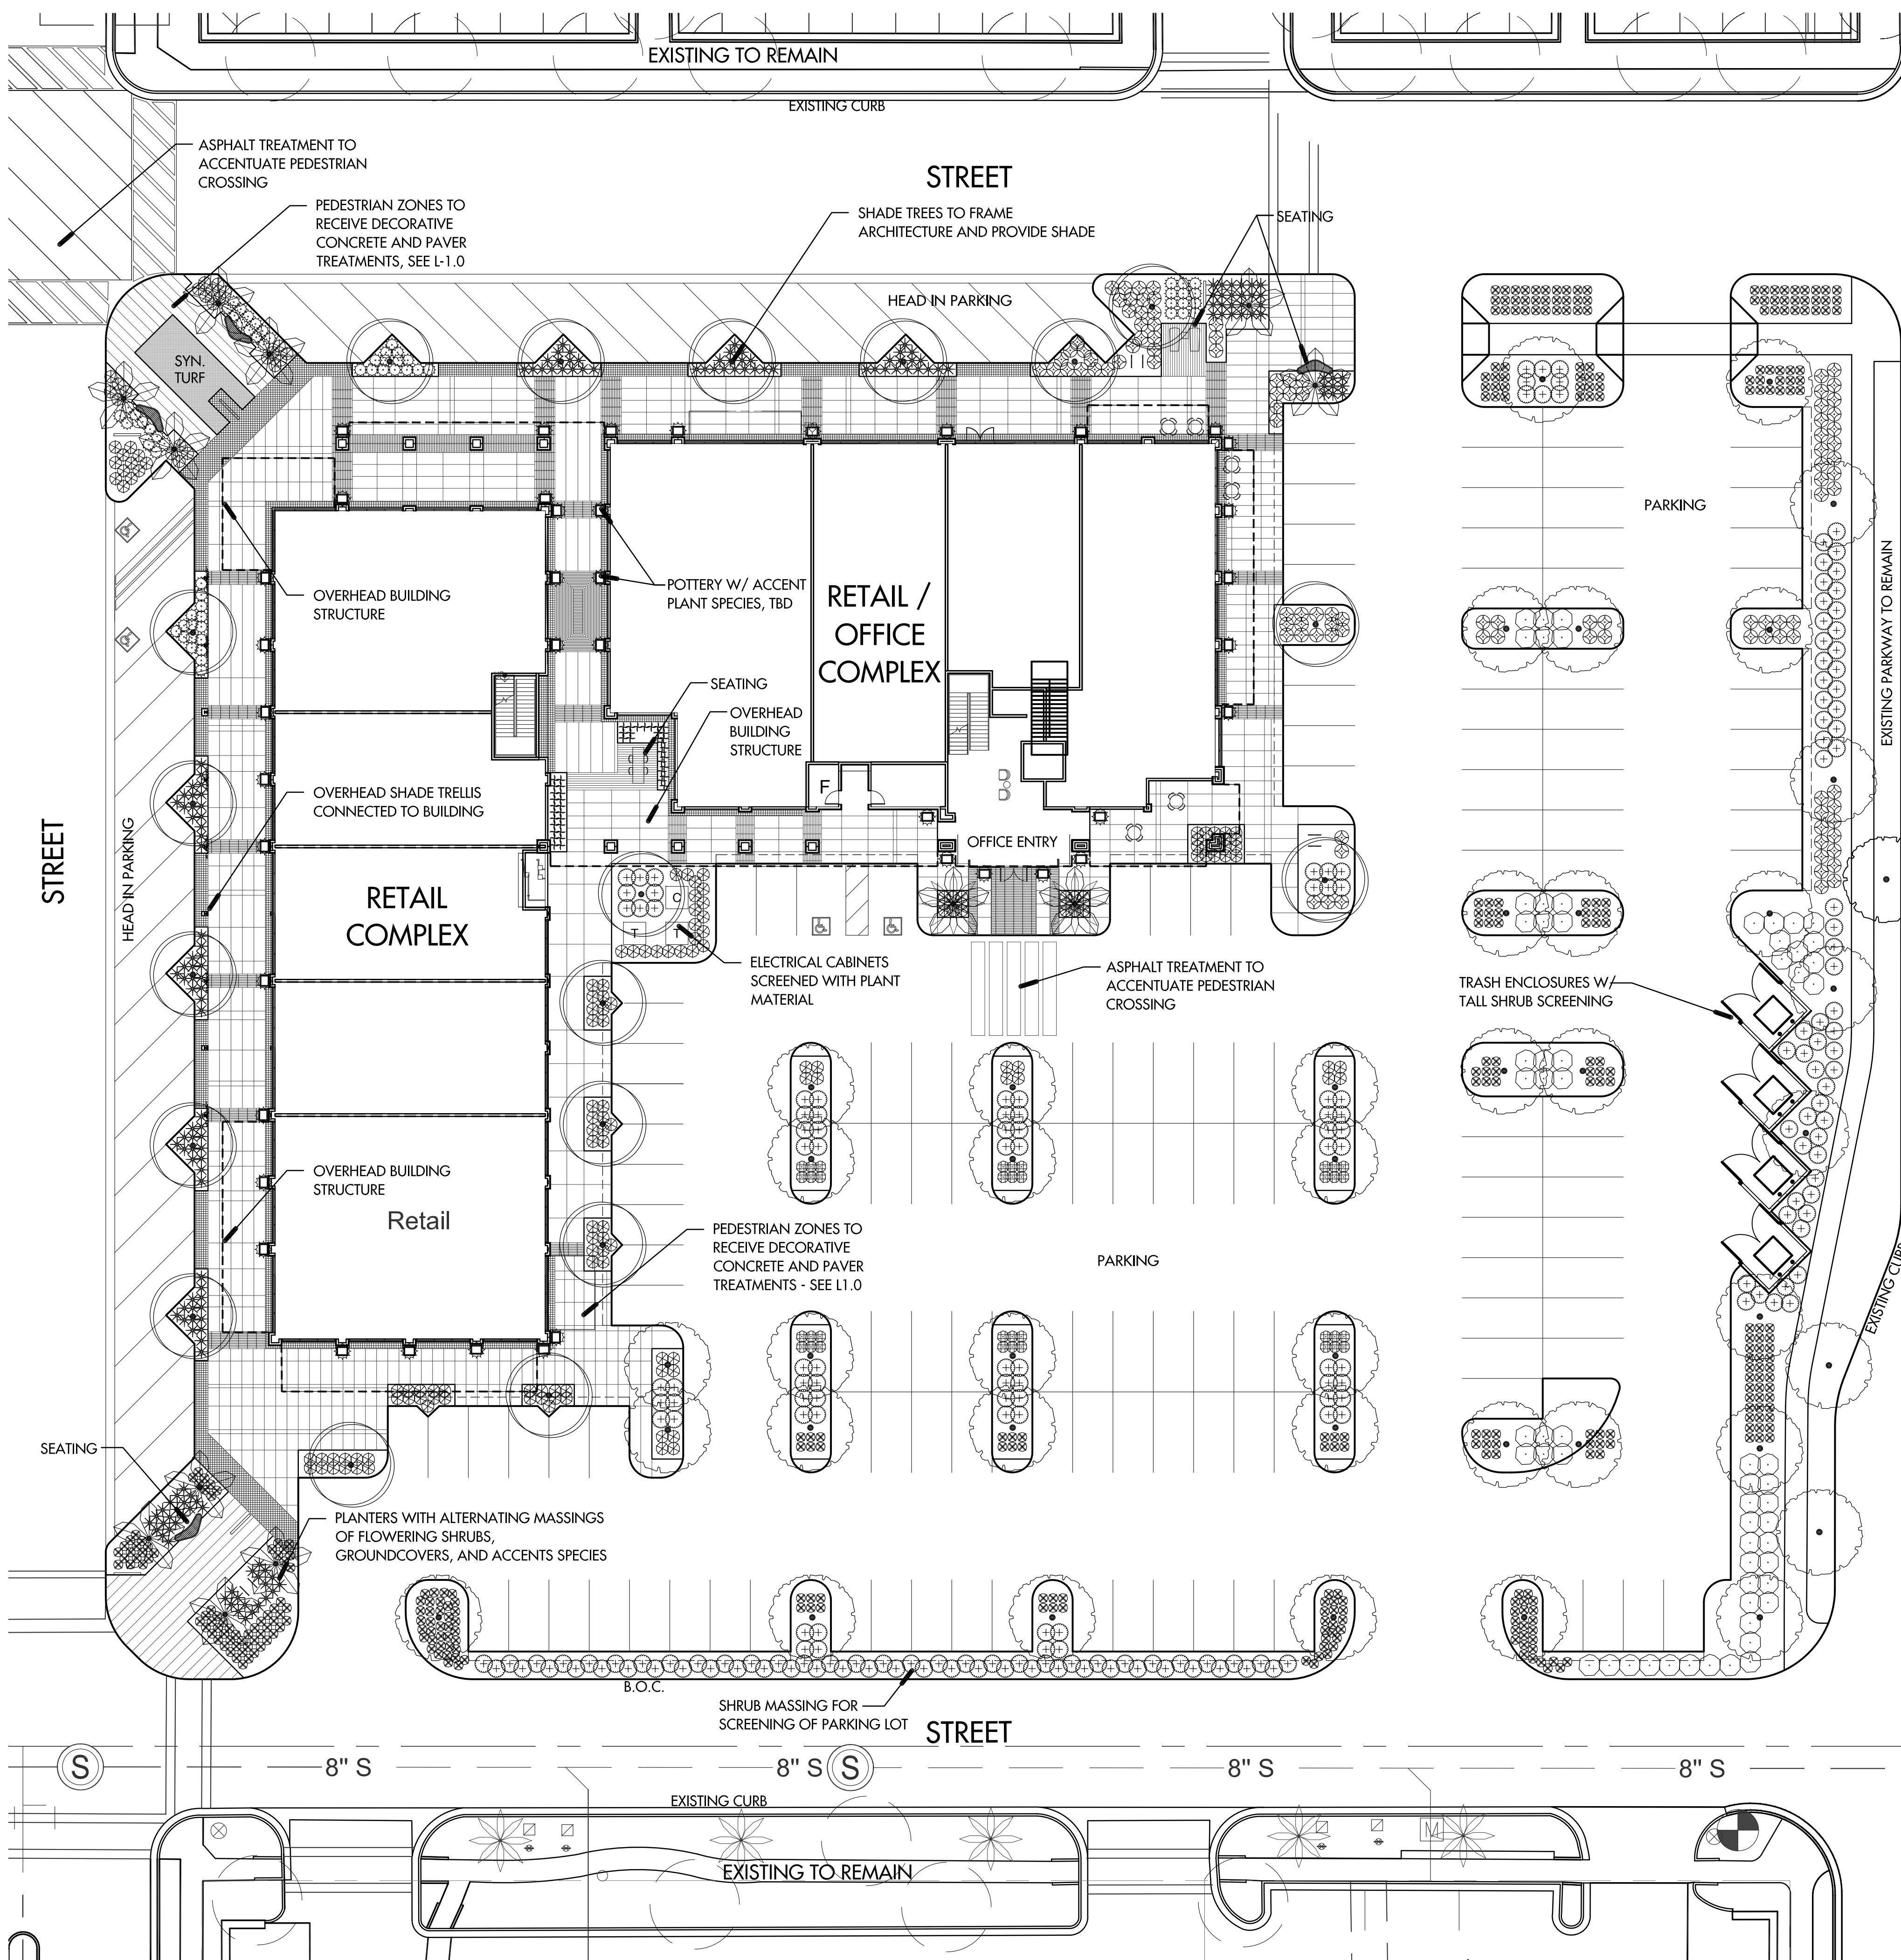 EXISTING TO REMAIN
EXISTING CURB
ASPHALT TREATMENT TO
ACCENTUATE PEDESTRIAN
CROSSING
STREET
PEDESTRIAN ZONES TO
RECEIVE DECORATIVE
CONCRETE AND PAVER
TREATMENTS, SEE L-1.0
SHADE TREES TO FRAME
ARCHITECTURE AND PROVIDE SHADE
SEATING
HEAD IN PARKING
SYN.
TURF
PARKING
EXISTING PARKWAY TO REMAIN
OVERHEAD BUILDING
STRUCTURE
POTTERY W/ ACCENT
PLANT SPECIES, TBD
RETAIL /
OFFICE
COMPLEX
SEATING
OVERHEAD
BUILDING
STRUCTURE
F
OVERHEAD SHADE TRELLIS
CONNECTED TO BUILDING
STREET
HEAD IN PARKING
OFFICE ENTRY
RETAIL
COMPLEX
C
T
T
ELECTRICAL CABINETS
SCREENED WITH PLANT
MATERIAL
ASPHALT TREATMENT TO
ACCENTUATE PEDESTRIAN
CROSSING
TRASH ENCLOSURES W/
TALL SHRUB SCREENING
OVERHEAD BUILDING
STRUCTURE
Retail
PEDESTRIAN ZONES TO
RECEIVE DECORATIVE
CONCRETE AND PAVER
TREATMENTS - SEE L1.0
PARKING
EXISTING CURB
SEATING
PLANTERS WITH ALTERNATING MASSINGS
OF FLOWERING SHRUBS,
GROUNDCOVERS, AND ACCENTS SPECIES
B.O.C.
SHRUB MASSING FOR
SCREENING OF PARKING LOT
STREET
S
8" S
8" S
S
8" S
8" S
EXISTING CURB
M
EXISTING TO REMAIN